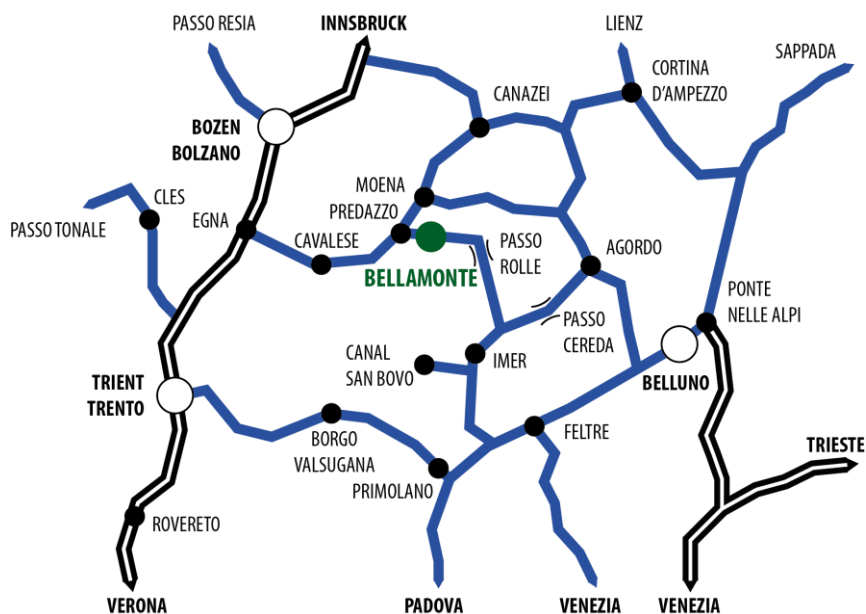 PASSO RESIA
INNSBRUCK
LIENZ
SAPPADA
CORTINA
D'AMPEZZO
CANAZEI
BOZEN
BOLZANO
MOENA
PREDAZZO
CLES
PASSO TONALE
EGNA
CAVALESE
PASSO
ROLLE
AGORDO
BELLAMONTE
PONTE
NELLE ALPI
PASSO
CEREDA
CANAL
SAN BOVO
IMER
BELLUNO
TRIENT
TRENTO
BORGO
VALSUGANA
FELTRE
PRIMOLANO
TRIESTE
ROVERETO
VERONA
PADOVA
VENEZIA
VENEZIA